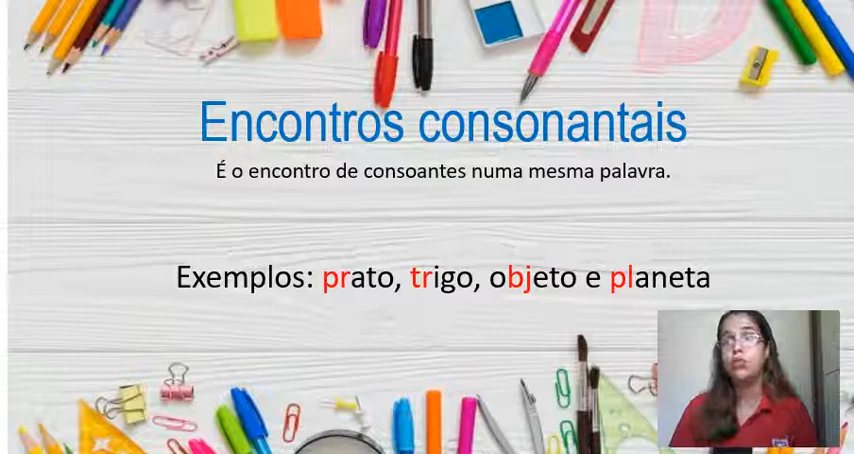 Encontros consonantais
É o encontro de consoantes numa mesma palavra.
Exemplos: prato, trigo, objeto e planeta